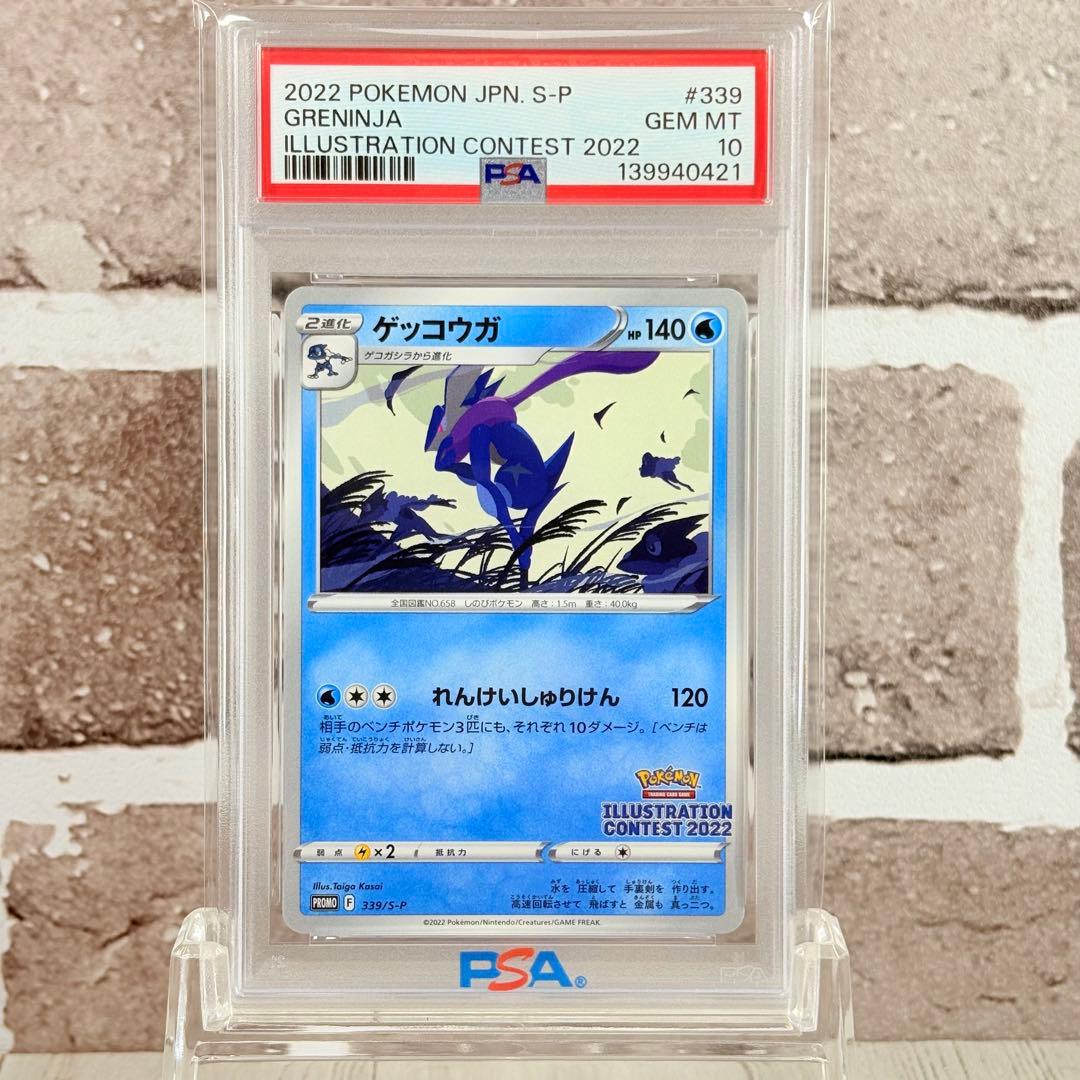 2022 POKEMON JPN. S-P #339
GRENINJA GEM MT
ILLUSTRATION CONTEST 2022 10
PSA 139940421
2進化 ゲッコウガ HP 140
ゲコガシラから進化
全国図鑑NO.658 しのびポケモン 高さ:1.5m 重さ:40.0kg
れんけいしゅりけん 120
相手のベンチポケモン3匹にも、それぞれ10ダメージ。[ベンチは
弱点・抵抗力を計算しない。]
Pokémon
TRADING CARD GAME
ILLUSTRATION
CONTEST 2022
弱点 ×2 抵抗力 にげる
Illus.Taiga Kasai
水を圧縮して手裏剣を作り出す。
高速回転させて飛ばすと金属も真っ二つ。
PROMO F 339/S-P
©2022 Pokémon/Nintendo/Creatures/GAME FREAK
PSA®
PSA